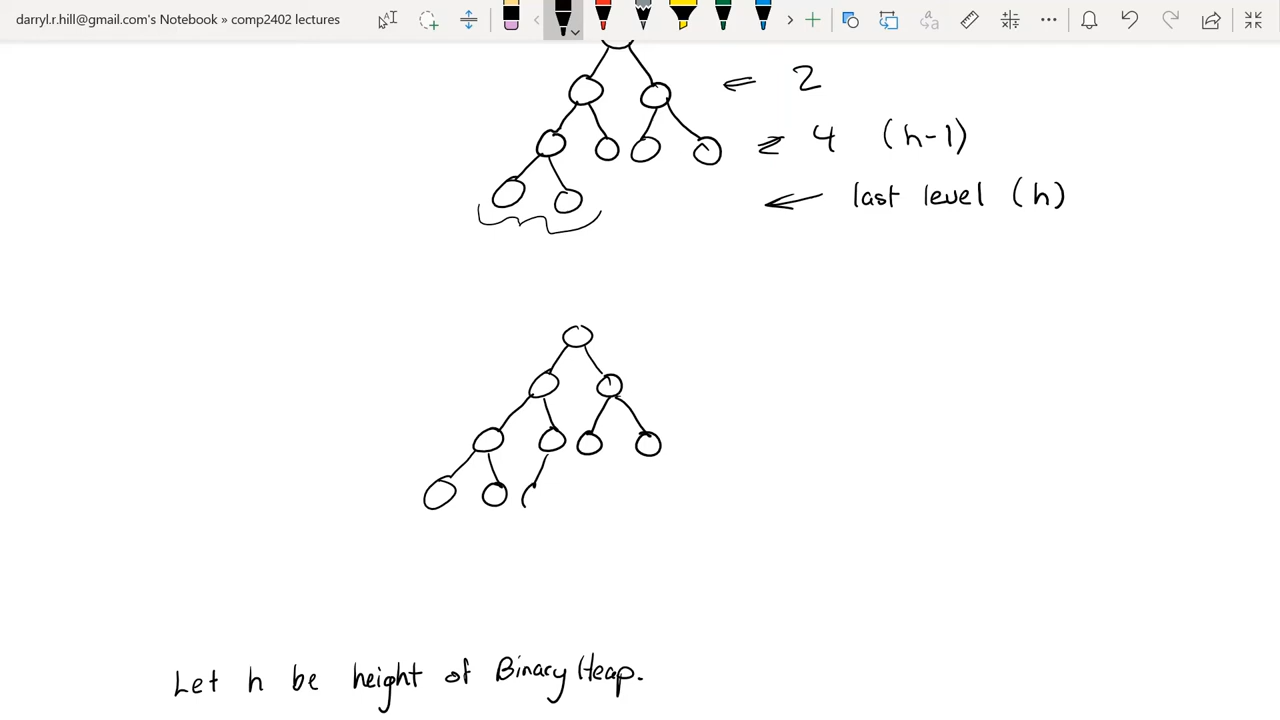 darryl.r.hill@gmail.com's Notebook » comp2402 lectures
← 2
4 (h-1)
← last level (h)
Let h be height of Binary Heap.